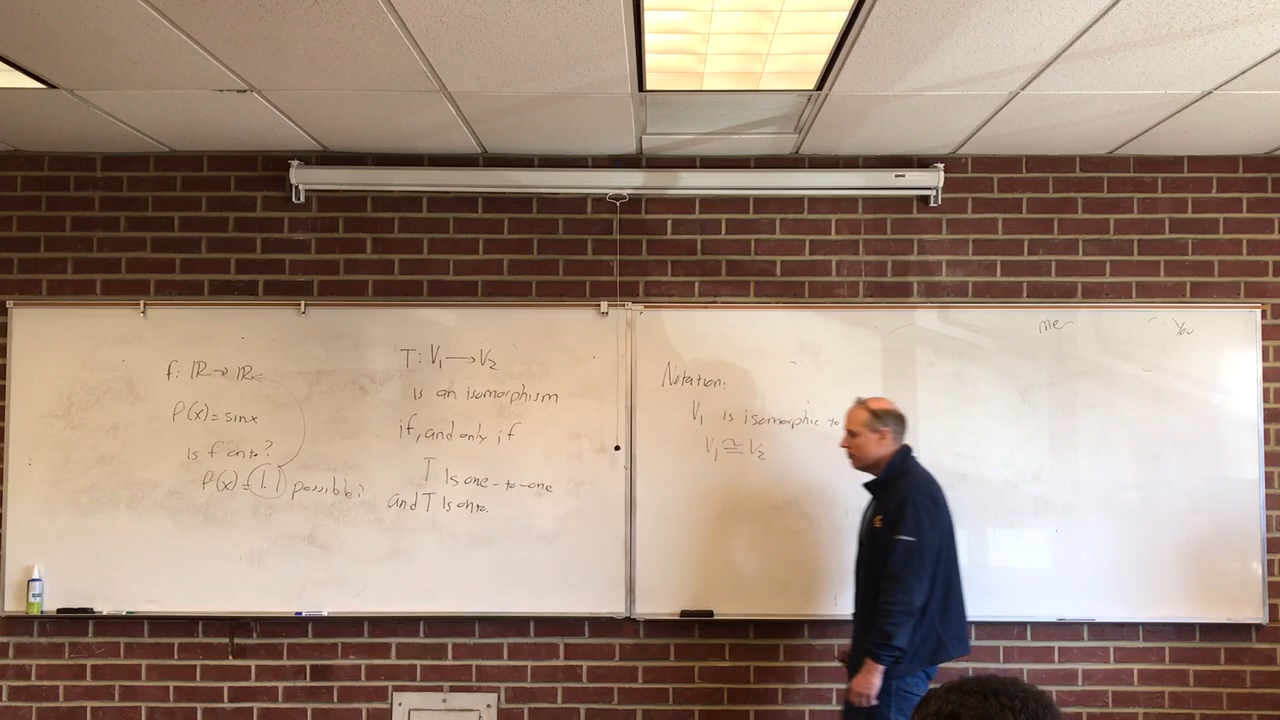 f: ℝ → ℝ
f(x) = sinx
Is f onto?
f(x) = 1.1 possible?
T: V₁ → V₂
is an isomorphism
if, and only if
T is one-to-one
and T is onto.
Notation:
V₁ is isomorphic to
V₁ ≅ V₂
me
You